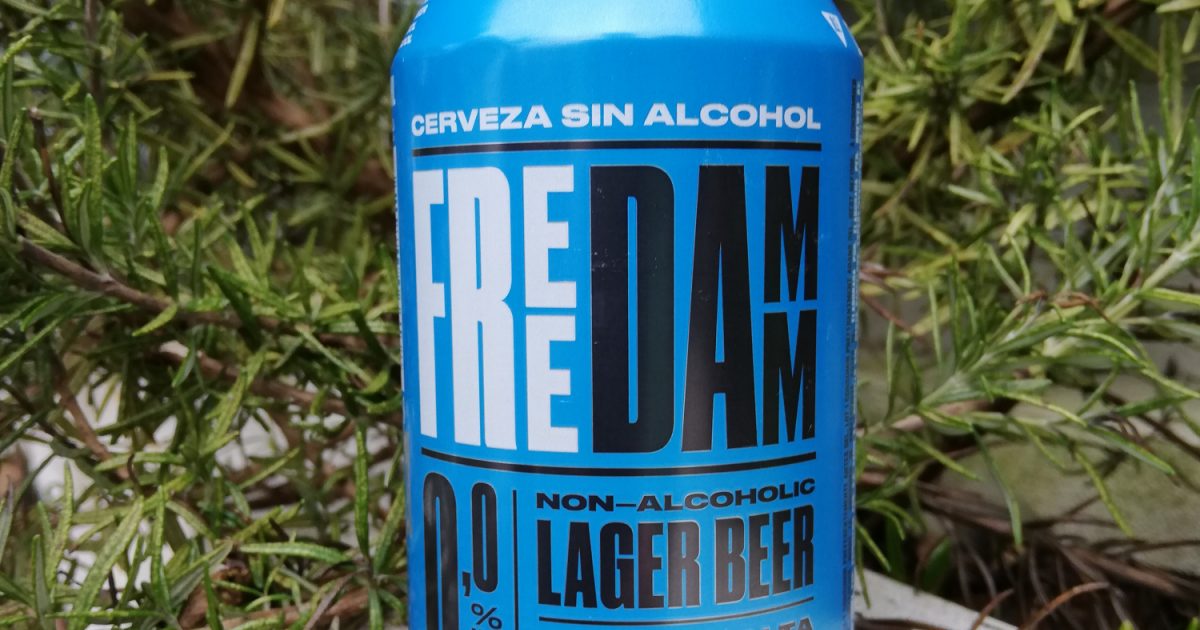 CERVEZA SIN ALCOHOL
FREE DAMM
0,0%
NON-ALCOHOLIC
LAGER BEER